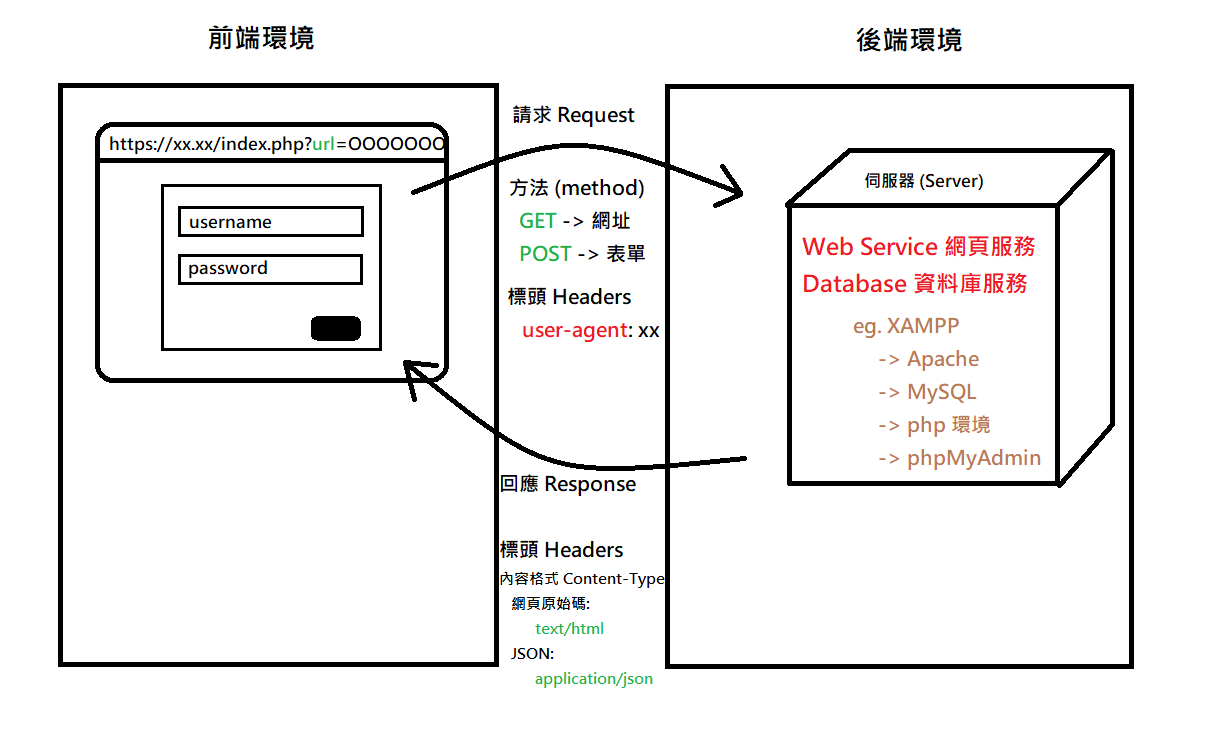 前端環境
後端環境
https://xx.xx/index.php?url=OOOOOOO
username
password
請求 Request
方法 (method)
GET -> 網址
POST -> 表單
標頭 Headers
user-agent: xx
回應 Response
標頭 Headers
內容格式 Content-Type
網頁原始碼:
text/html
JSON:
application/json
伺服器 (Server)
Web Service 網頁服務
Database 資料庫服務
eg. XAMPP
-> Apache
-> MySQL
-> php 環境
-> phpMyAdmin